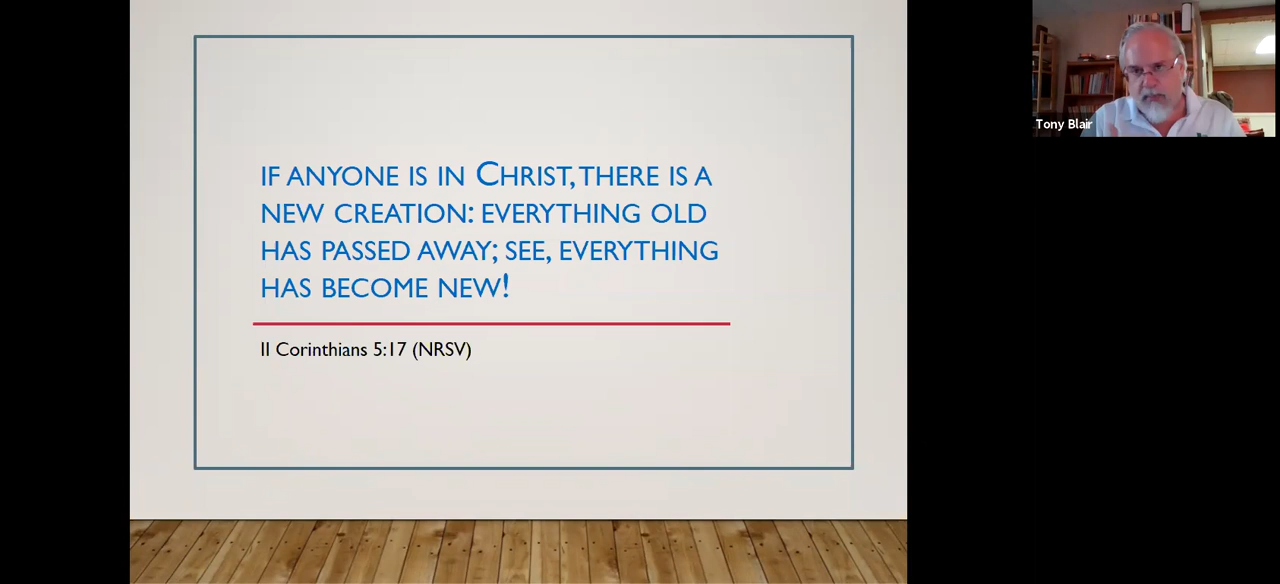 IF ANYONE IS IN CHRIST, THERE IS A
NEW CREATION: EVERYTHING OLD
HAS PASSED AWAY; SEE, EVERYTHING
HAS BECOME NEW!
II Corinthians 5:17 (NRSV)
Tony Blair